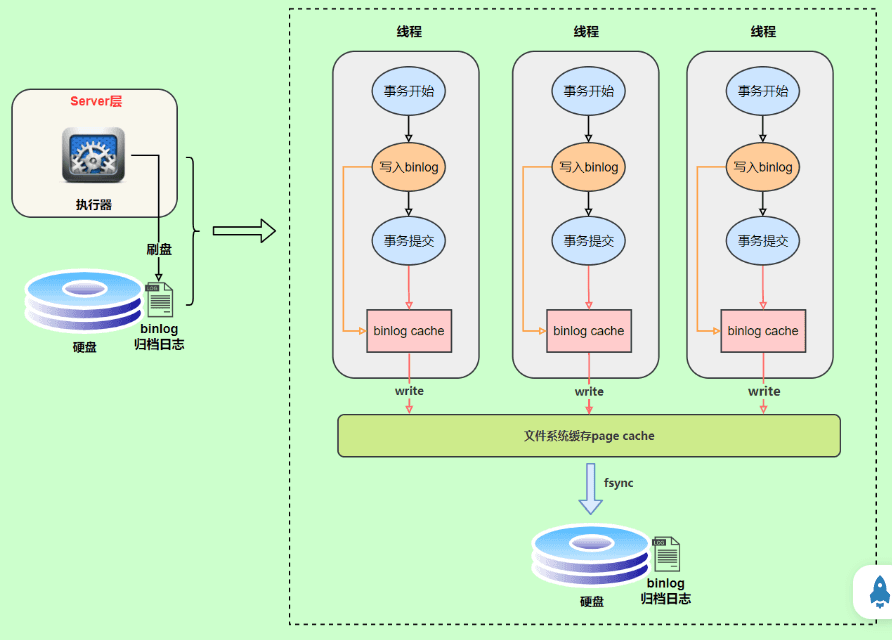 Server层
执行器
刷盘
硬盘
LOG
binlog
归档日志
线程
线程
线程
事务开始
写入binlog
事务提交
binlog cache
write
事务开始
写入binlog
事务提交
binlog cache
write
事务开始
写入binlog
事务提交
binlog cache
write
文件系统缓存page cache
fsync
硬盘
LOG
binlog
归档日志